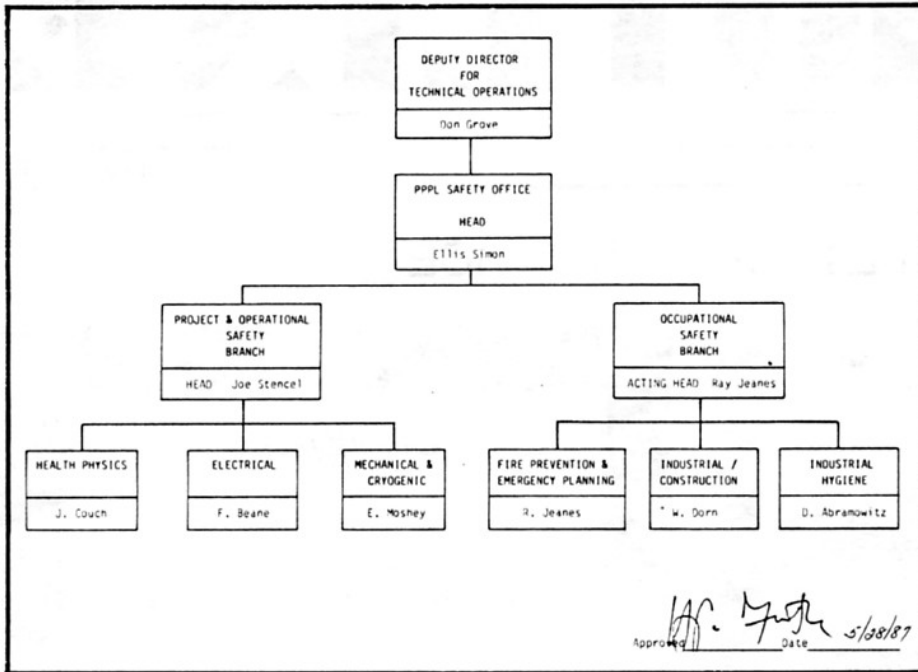 DEPUTY DIRECTOR
FOR
TECHNICAL OPERATIONS
Don Grove
PPPL SAFETY OFFICE
HEAD
Ellis Simon
PROJECT & OPERATIONAL
SAFETY
BRANCH
HEAD Joe Stencel
OCCUPATIONAL
SAFETY
BRANCH
ACTING HEAD Ray Jeanes
HEALTH PHYSICS
J. Couch
ELECTRICAL
F. Beane
MECHANICAL &
CRYOGENIC
E. Moshey
FIRE PREVENTION &
EMERGENCY PLANNING
R. Jeanes
INDUSTRIAL /
CONSTRUCTION
W. Dorn
INDUSTRIAL
HYGIENE
D. Abramowitz
Approved Date 5/28/87